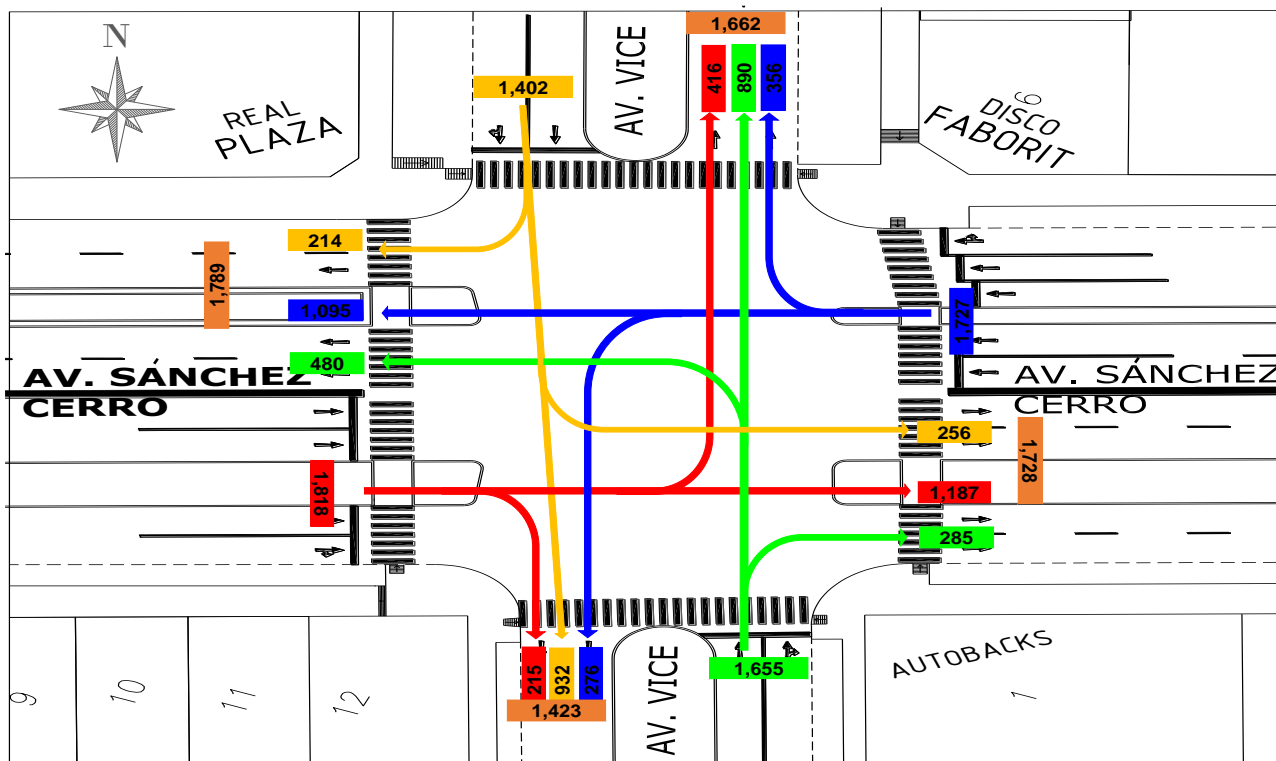 N
REAL
PLAZA
1,402
AV. VICE
1,662
416
890
356
6
DISCO
FABORIT
214
1,789
1,095
480
1,727
AV. SÁNCHEZ
CERRO
AV. SÁNCHEZ
CERRO
256
1,728
1,818
1,187
285
215
932
276
1,423
AV. VICE
1,655
AUTOBACKS
1
9
10
11
12